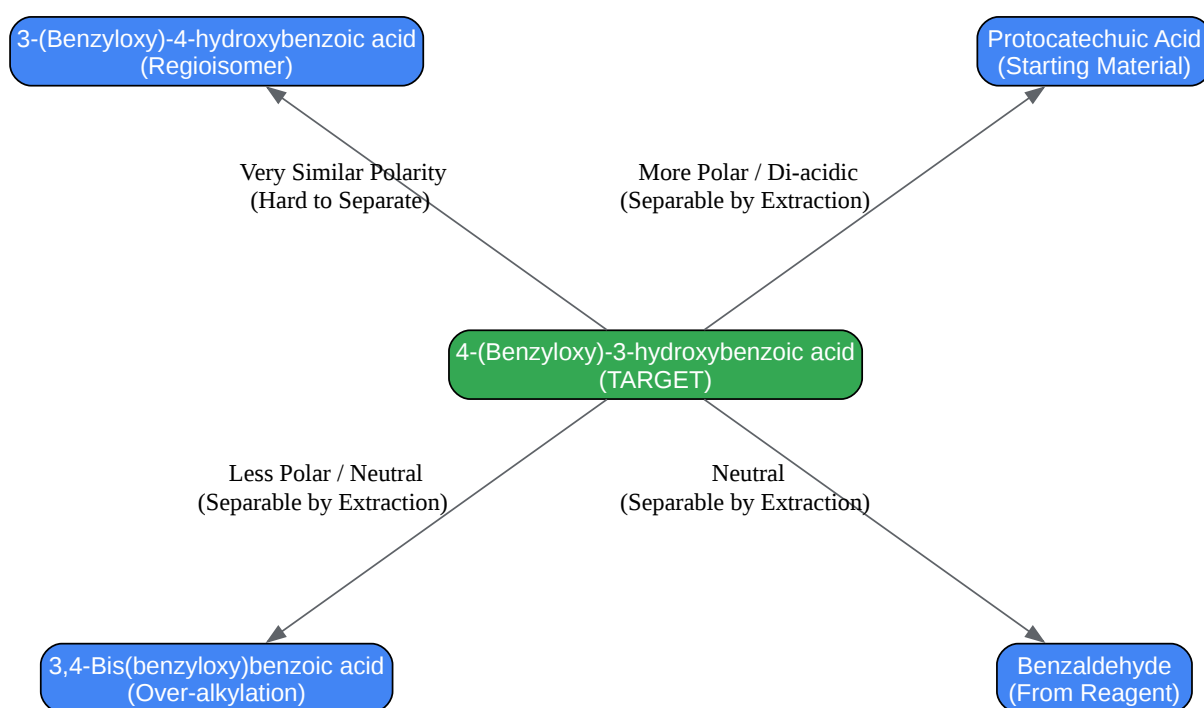 3-(Benzyloxy)-4-hydroxybenzoic acid
(Regioisomer)
Protocatechuic Acid
(Starting Material)
Very Similar Polarity
(Hard to Separate)
More Polar / Di-acidic
(Separable by Extraction)
4-(Benzyloxy)-3-hydroxybenzoic acid
(TARGET)
Less Polar / Neutral
(Separable by Extraction)
Neutral
(Separable by Extraction)
3,4-Bis(benzyloxy)benzoic acid
(Over-alkylation)
Benzaldehyde
(From Reagent)